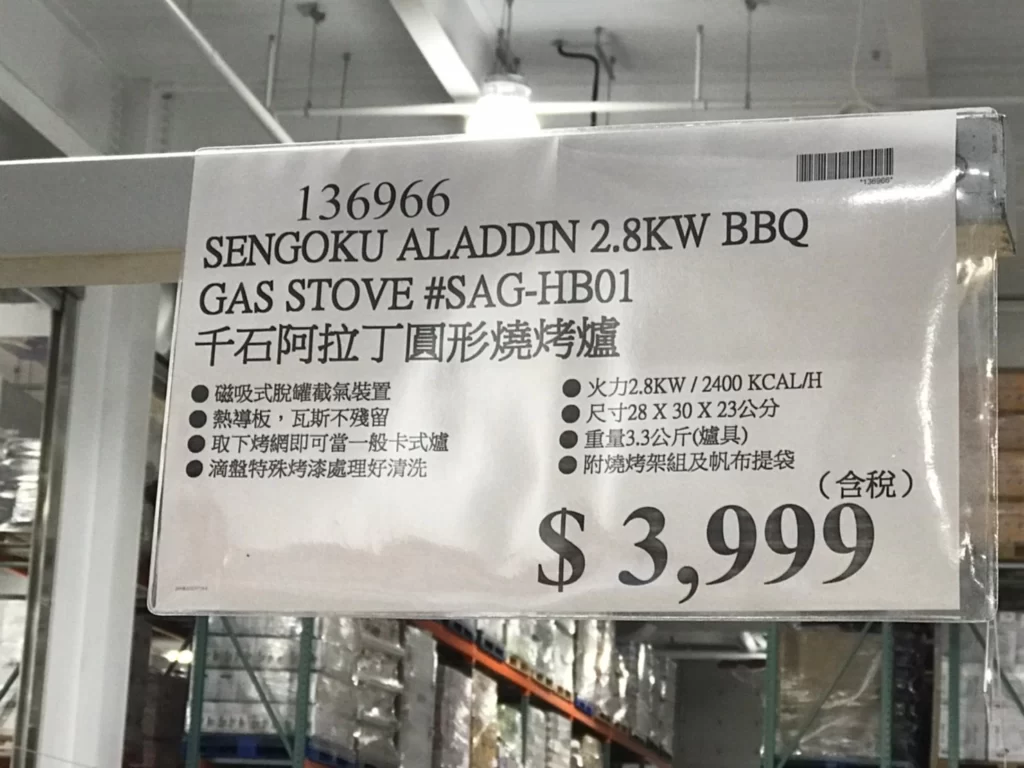 *136966*
136966
SENGOKU ALADDIN 2.8KW BBQ
GAS STOVE #SAG-HB01
千石阿拉丁圓形燒烤爐
●磁吸式脫罐截氣裝置
●熱導板，瓦斯不殘留
●取下烤網即可當一般卡式爐
●滴盤特殊烤漆處理好清洗
●火力2.8KW / 2400 KCAL/H
●尺寸28 X 30 X 23公分
●重量3.3公斤(爐具)
●附燒烤架組及帆布提袋
（含稅）
$ 3,999